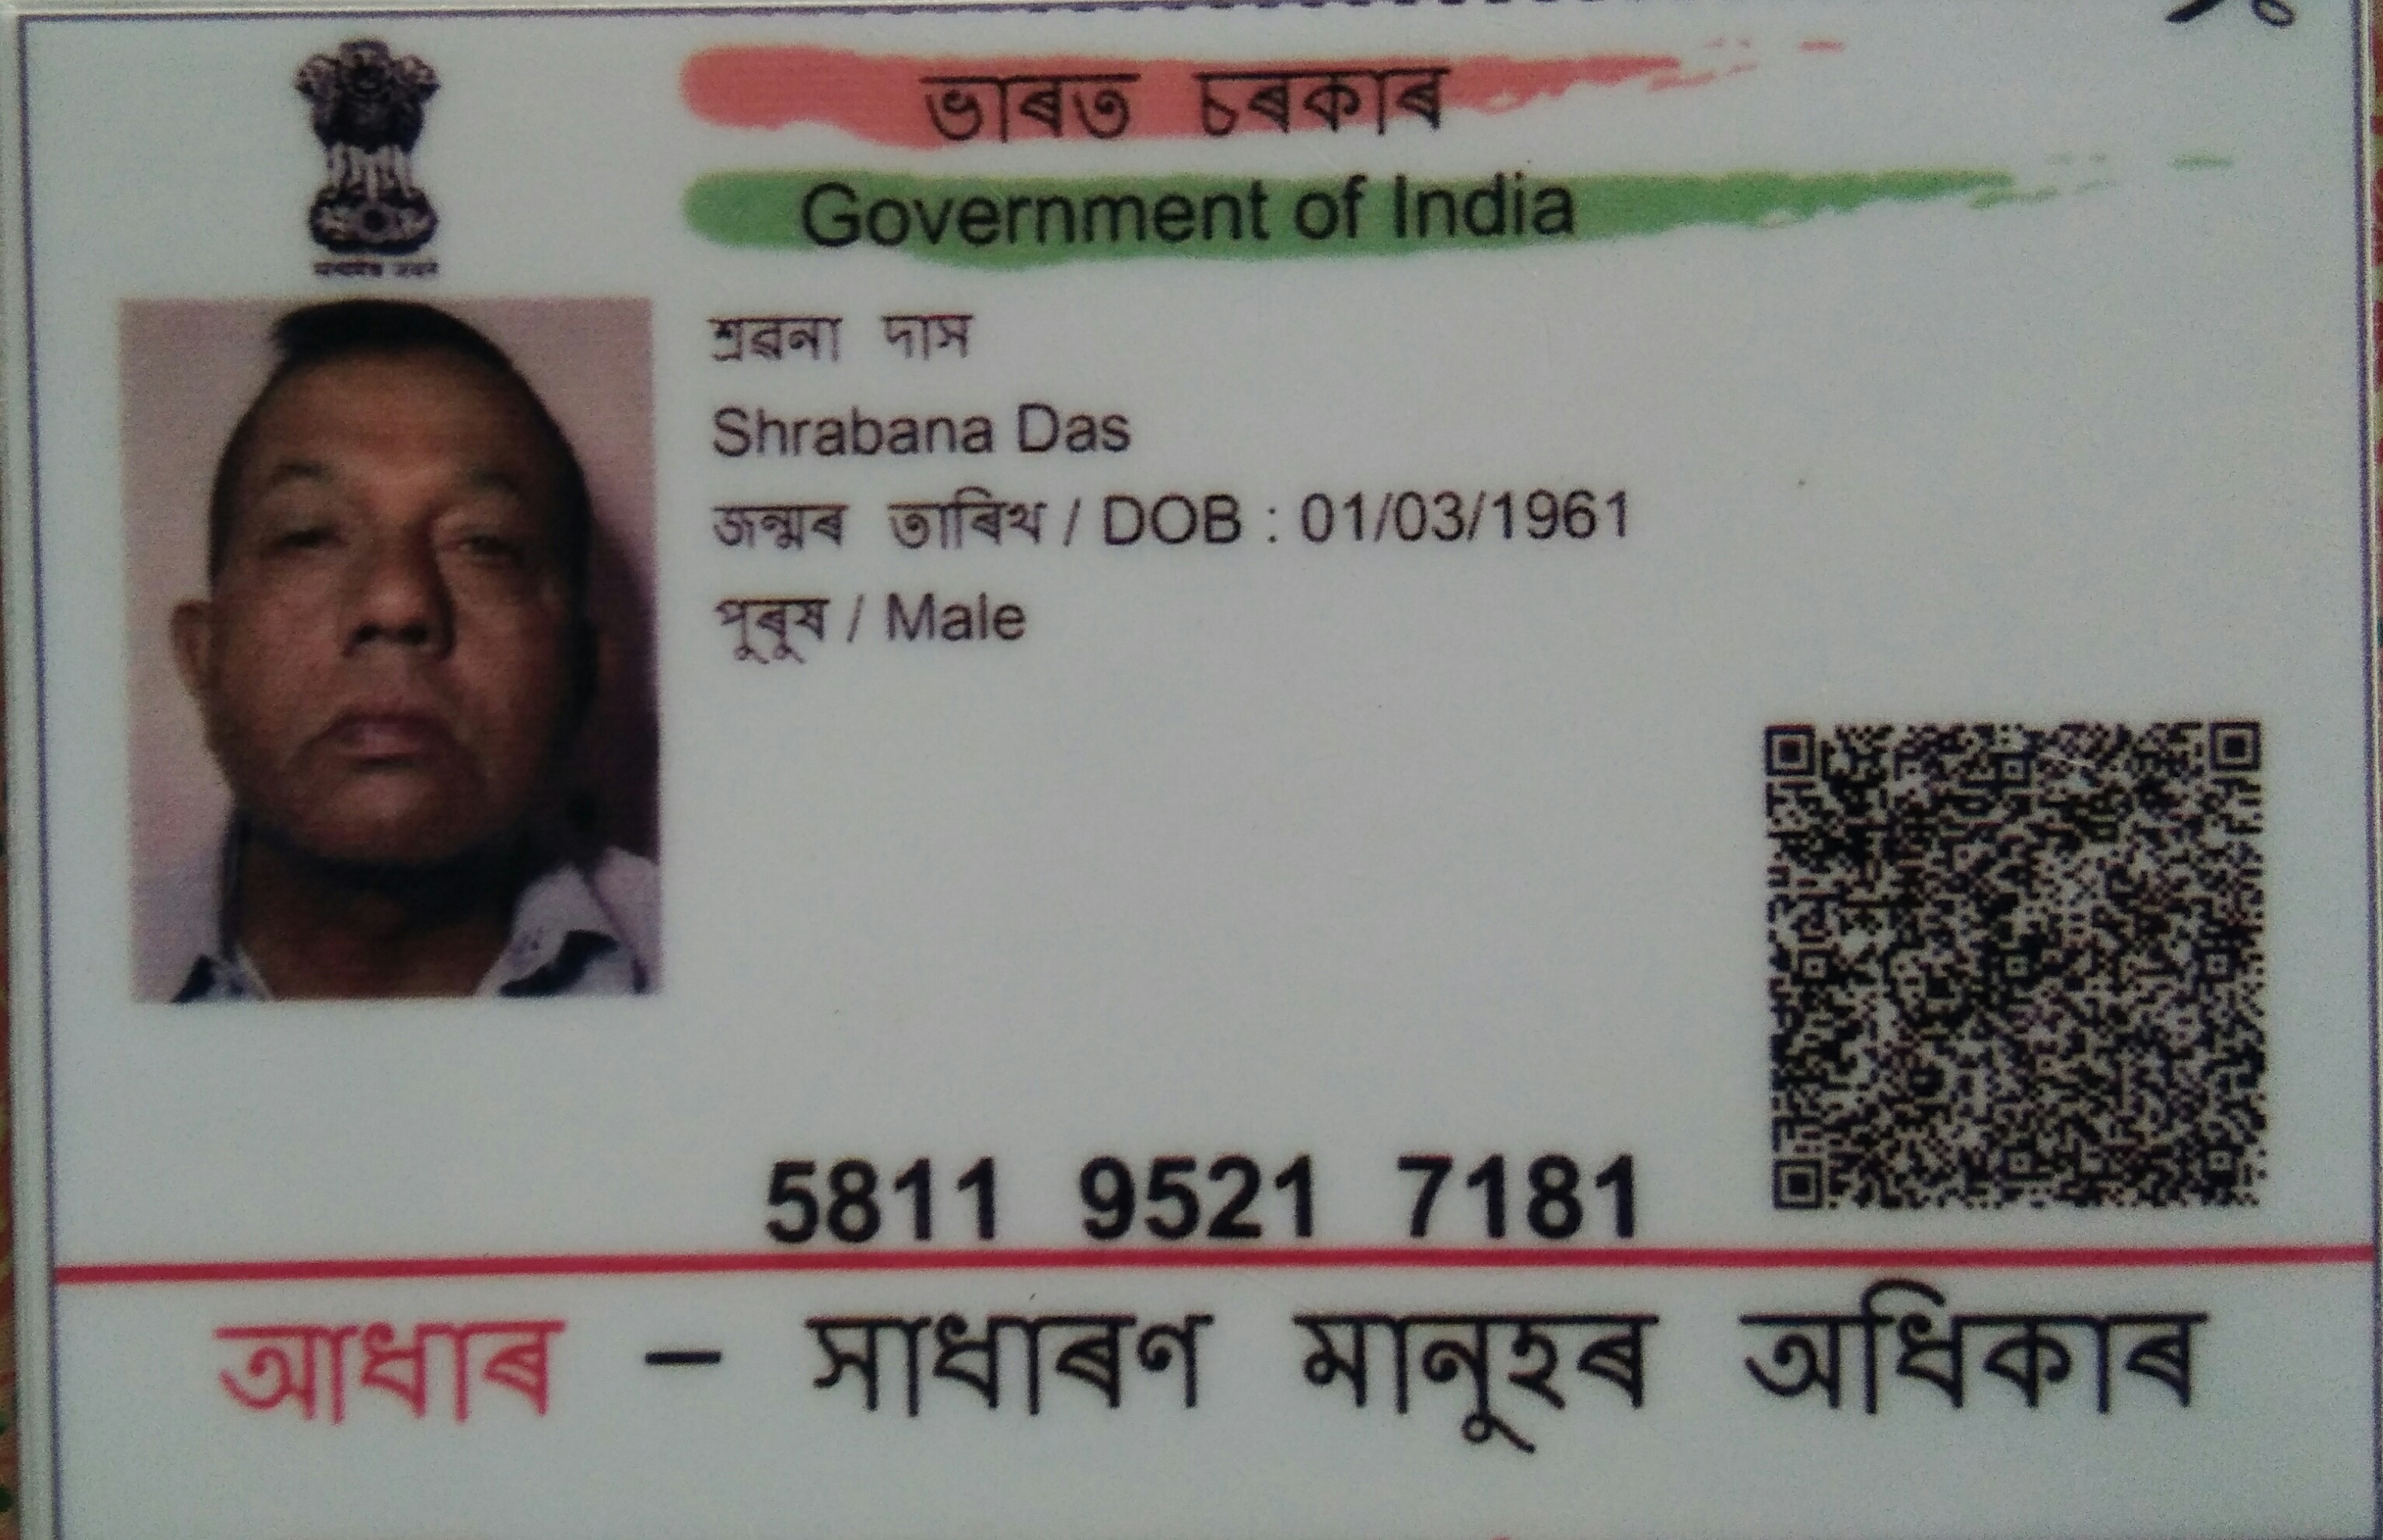 ভাৰত চৰকাৰ
Government of India
শ্ৰৱনা দাস
Shrabana Das
জন্মৰ তাৰিখ / DOB : 01/03/1961
পুৰুষ / Male
5811 9521 7181
আধাৰ – সাধাৰণ মানুহৰ অধিকাৰ